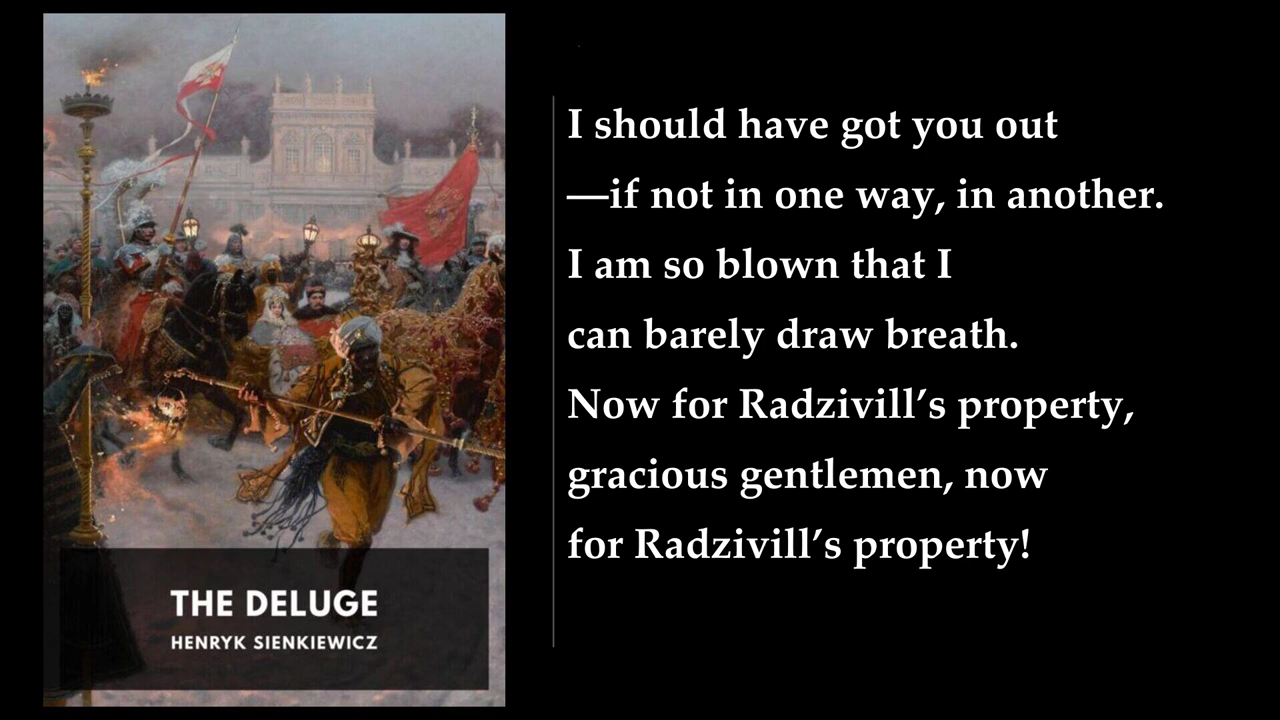 THE DELUGE
HENRYK SIENKIEWICZ
I should have got you out
—if not in one way, in another.
I am so blown that I
can barely draw breath.
Now for Radzivill’s property,
gracious gentlemen, now
for Radzivill’s property!